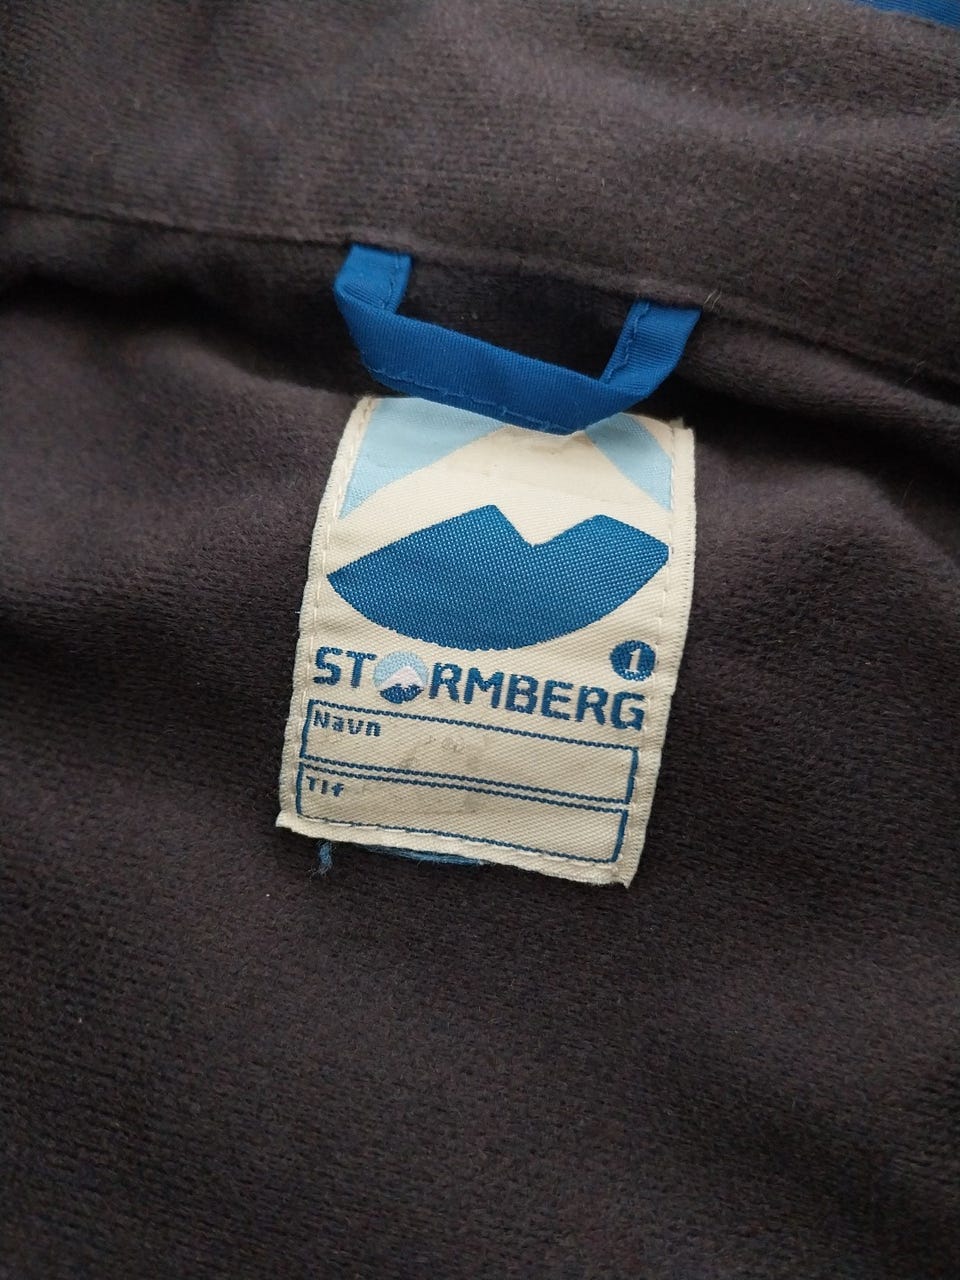 1
STORMBERG
Navn
Tlf